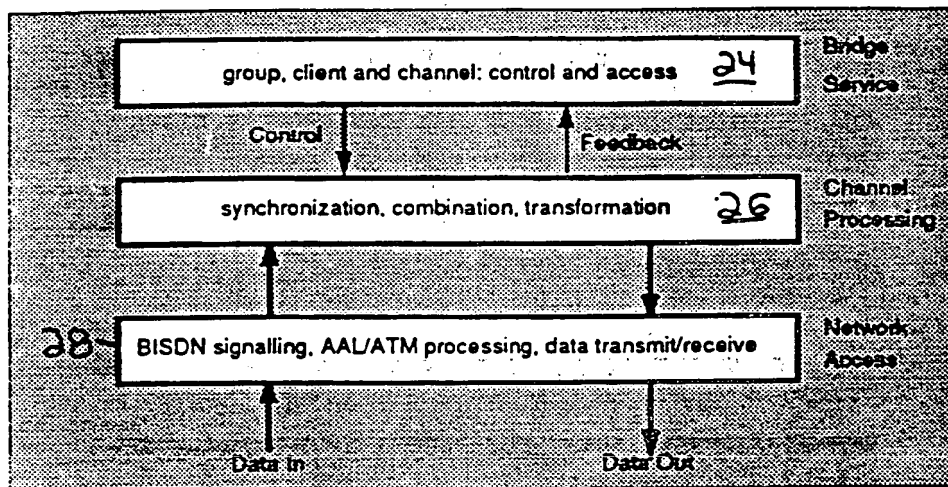 group, client and channel: control and access 24
Bridge
Service
Control
Feedback
synchronization, combination, transformation 26
Channel
Processing
28
BISDN signalling, AAL/ATM processing, data transmit/receive
Network
Access
Data In
Data Out